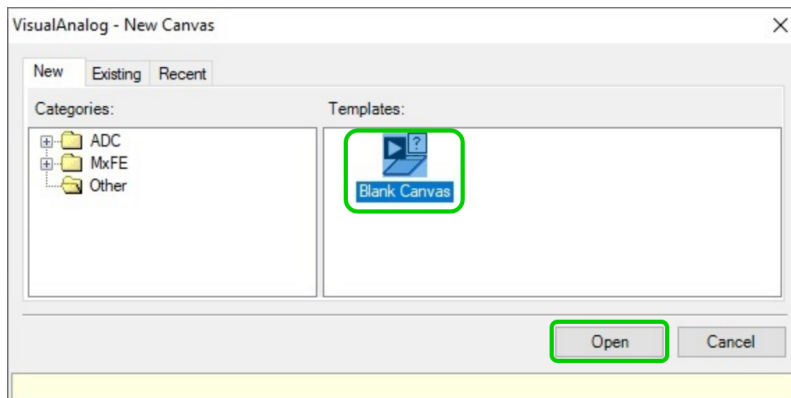 VisualAnalog - New Canvas
New Existing Recent
Categories: Templates:
ADC
MxFE
Other
Blank Canvas
Open Cancel